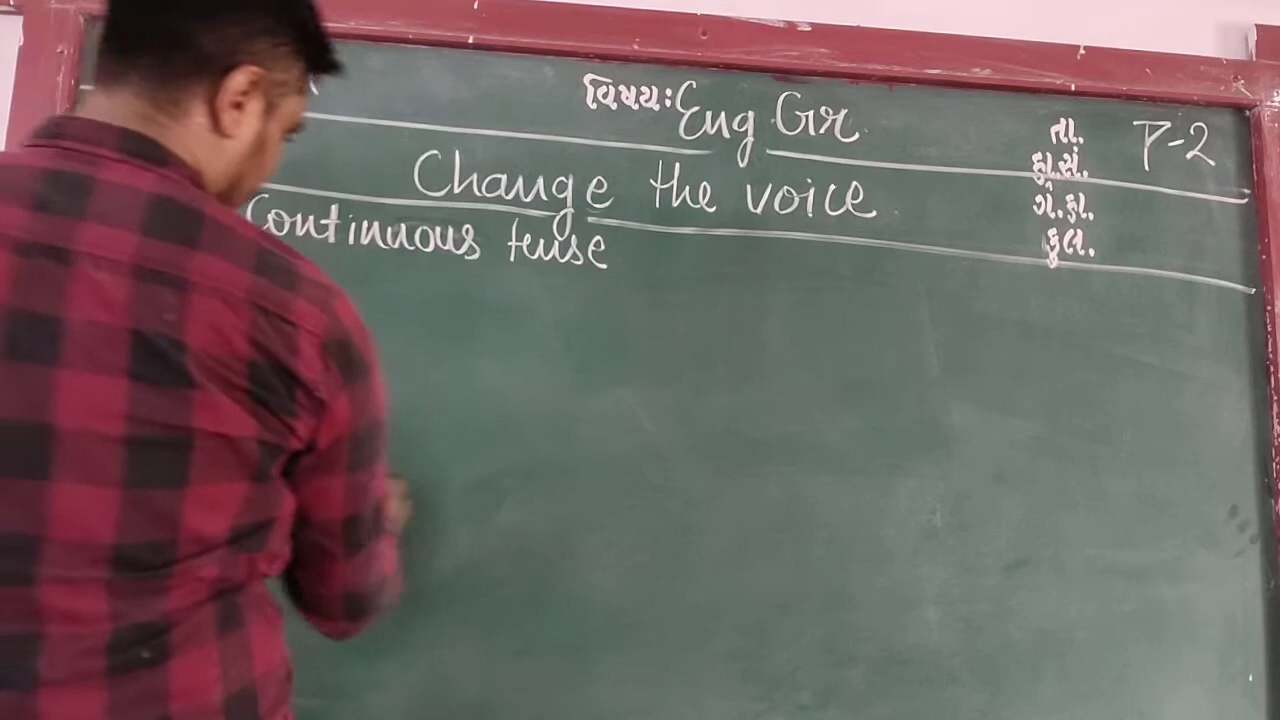 વિષય: Eng Gr.
તા.
P-2
હા.સં.
Change the voice.
ગે.હા.
Continuous tense
કુલ.